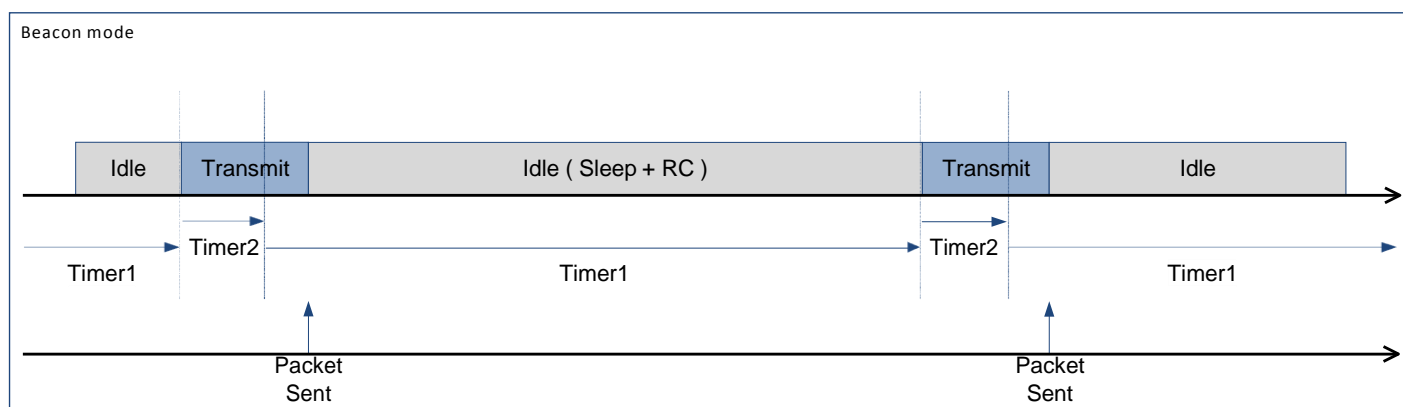 Beacon mode
Idle
Transmit
Idle ( Sleep + RC )
Transmit
Idle
Timer2
Timer2
Timer1
Timer1
Timer1
Packet
Sent
Packet
Sent